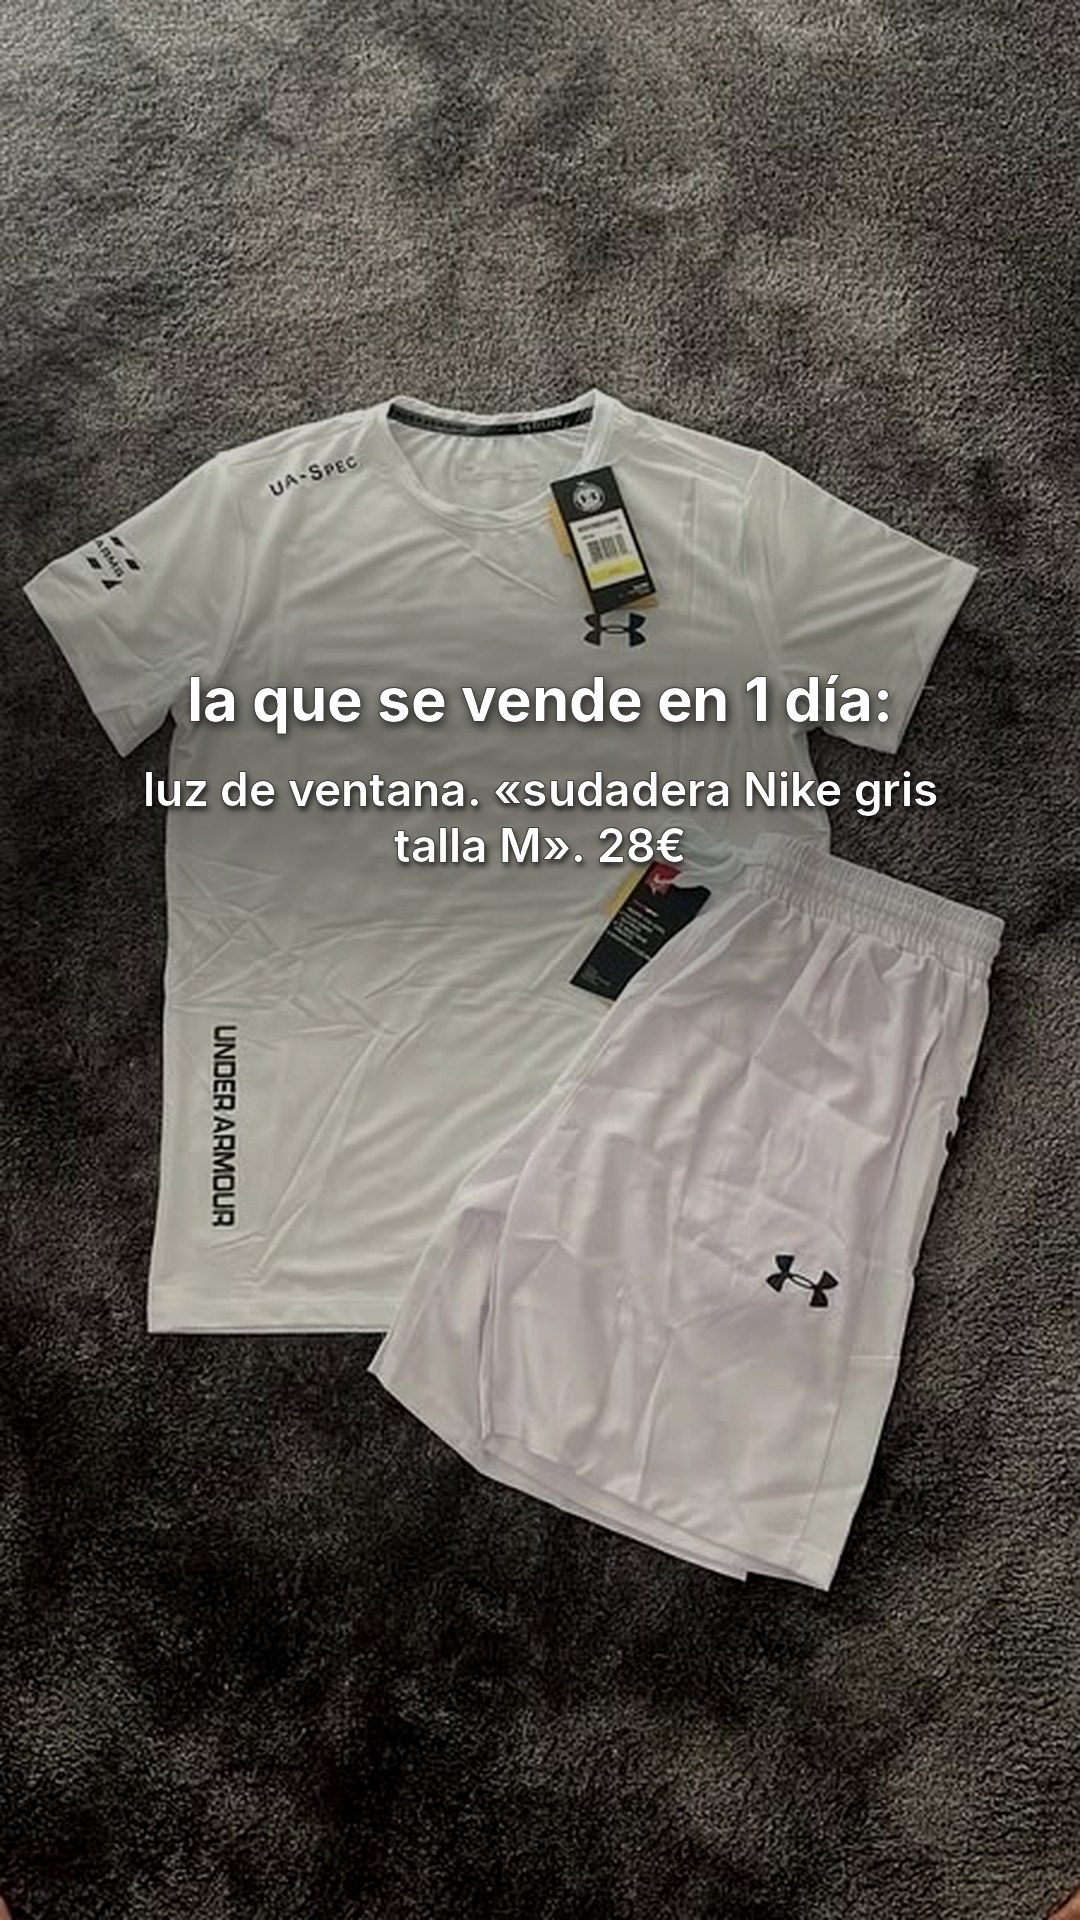 UA-SPEC
ARMR
la que se vende en 1 día:
luz de ventana. «sudadera Nike gris
talla M». 28€
UNDER ARMOUR